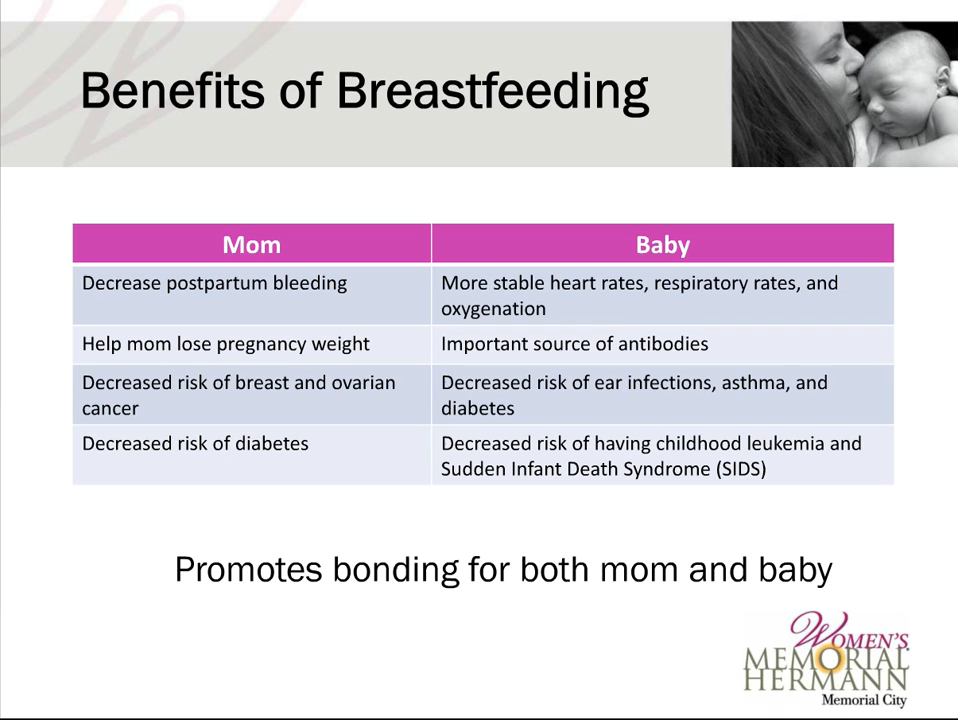 Benefits of Breastfeeding
Mom
Baby
Decrease postpartum bleeding
More stable heart rates, respiratory rates, and
oxygenation
Help mom lose pregnancy weight
Important source of antibodies
Decreased risk of breast and ovarian
cancer
Decreased risk of ear infections, asthma, and
diabetes
Decreased risk of diabetes
Decreased risk of having childhood leukemia and
Sudden Infant Death Syndrome (SIDS)
Promotes bonding for both mom and baby
WOMEN'S
MEMORIAL
HERMANN
Memorial City